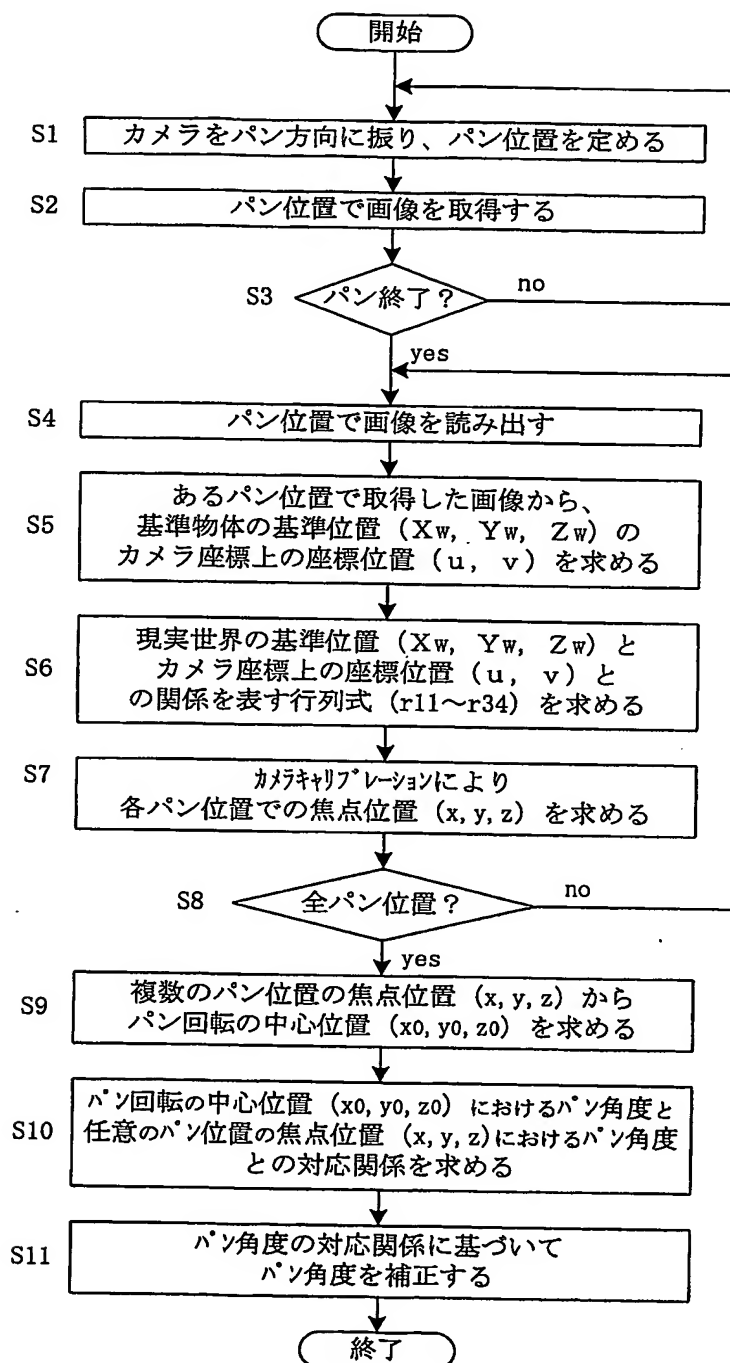 開始
S1 カメラをパン方向に振り、パン位置を定める
S2 パン位置で画像を取得する
S3 パン終了？ no
yes
S4 パン位置で画像を読み出す
あるパン位置で取得した画像から、
S5 基準物体の基準位置（Xw, Yw, Zw）の
カメラ座標上の座標位置（u, v）を求める
現実世界の基準位置（Xw, Yw, Zw）と
S6 カメラ座標上の座標位置（u, v）と
の関係を表す行列式（r11〜r34）を求める
S7 カメラキャリブレーションにより
各パン位置での焦点位置（x,y,z）を求める
S8 全パン位置？ no
yes
S9 複数のパン位置の焦点位置（x,y,z）から
パン回転の中心位置（x0,y0,z0）を求める
パン回転の中心位置（x0,y0,z0）におけるパン角度と
S10 任意のパン位置の焦点位置（x,y,z）におけるパン角度
との対応関係を求める
S11 パン角度の対応関係に基づいて
パン角度を補正する
終了